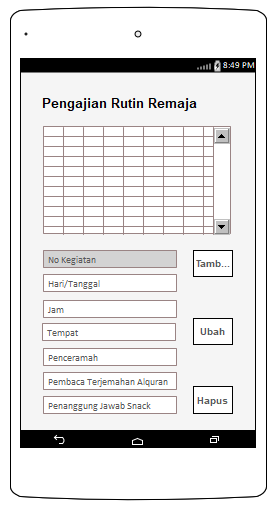 8:49 PM
Pengajian Rutin Remaja
No Kegiatan
Tamb...
Hari/Tanggal
Jam
Tempat
Ubah
Penceramah
Pembaca Terjemahan Alquran
Penanggung Jawab Snack
Hapus